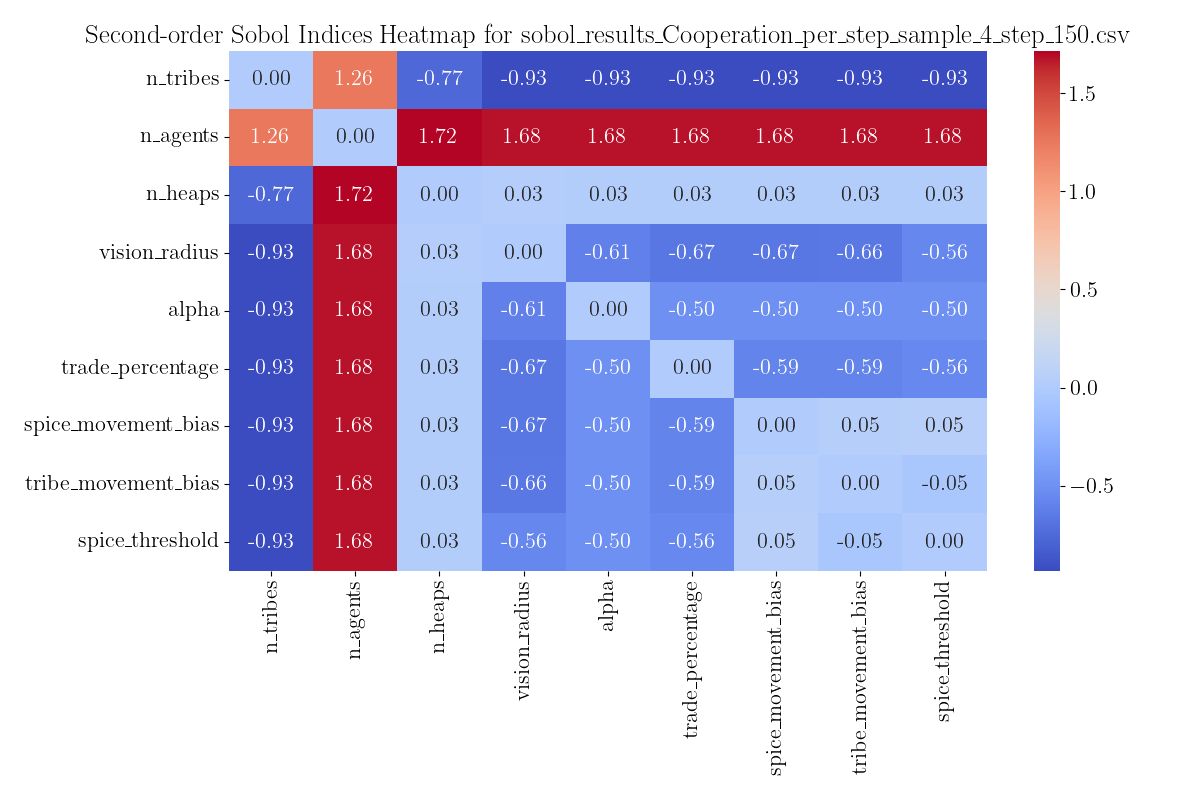 Second-order Sobol Indices Heatmap for sobol_results_Cooperation_per_step_sample_4_step_150.csv
n_tribes 0.00 1.26 -0.77 -0.93 -0.93 -0.93 -0.93 -0.93 -0.93
n_agents 1.26 0.00 1.72 1.68 1.68 1.68 1.68 1.68 1.68
n_heaps -0.77 1.72 0.00 0.03 0.03 0.03 0.03 0.03 0.03
vision_radius -0.93 1.68 0.03 0.00 -0.61 -0.67 -0.67 -0.66 -0.56
alpha -0.93 1.68 0.03 -0.61 0.00 -0.50 -0.50 -0.50 -0.50
trade_percentage -0.93 1.68 0.03 -0.67 -0.50 0.00 -0.59 -0.59 -0.56
spice_movement_bias -0.93 1.68 0.03 -0.67 -0.50 -0.59 0.00 0.05 0.05
tribe_movement_bias -0.93 1.68 0.03 -0.66 -0.50 -0.59 0.05 0.00 -0.05
spice_threshold -0.93 1.68 0.03 -0.56 -0.50 -0.56 0.05 -0.05 0.00
n_tribes
n_agents
n_heaps
vision_radius
alpha
trade_percentage
spice_movement_bias
tribe_movement_bias
spice_threshold
1.5
1.0
0.5
0.0
−0.5